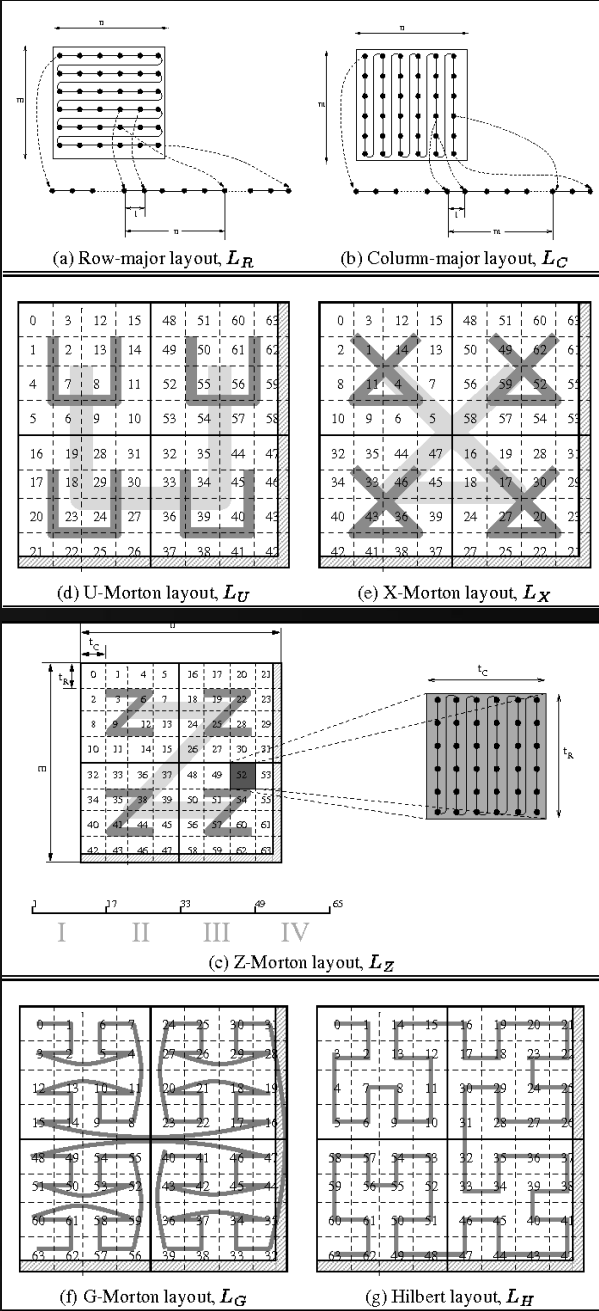 n n
m m
1 1
n m
(a) Row-major layout, L_R (b) Column-major layout, L_C
0 3 12 15 48 51 60 63 0 3 12 15 48 51 60 63
1 2 13 14 49 50 61 62 2 1 14 13 50 49 62 61
4 7 8 11 52 55 56 59 8 11 4 7 56 59 52 55
5 6 9 10 53 54 57 58 10 9 6 5 58 57 54 53
16 19 28 31 32 35 44 47 32 35 44 47 16 19 28 31
17 18 29 30 33 34 45 46 34 33 46 45 18 17 30 29
20 23 24 27 36 39 40 43 40 43 36 39 24 27 20 23
21 22 25 26 37 38 41 42 42 41 38 37 27 25 22 21
(d) U-Morton layout, L_U (e) X-Morton layout, L_X
n
t_C t_C
t_R
0 1 4 5 16 17 20 21
2 3 6 7 18 19 22 23
8 9 12 13 24 25 28 29
10 11 14 15 26 27 30 31
m t_R
32 33 36 37 48 49 52 53
34 35 38 39 50 51 54 55
40 41 44 45 56 57 60 61
42 43 46 47 58 59 62 63
1 17 33 49 65
I II III IV
(c) Z-Morton layout, L_Z
0 1 6 7 24 25 30 31 0 1 14 15 16 19 20 21
3 2 5 4 27 26 29 28 3 2 13 12 17 18 23 22
12 13 10 11 20 21 18 19 4 7 8 11 30 29 24 25
15 14 9 8 23 22 17 16 5 6 9 10 31 28 27 26
48 49 54 55 40 41 46 47 58 57 54 53 32 35 36 37
51 50 53 52 43 42 45 44 59 56 55 52 33 34 39 38
60 61 58 59 36 37 34 35 60 61 50 51 46 45 40 41
63 62 57 56 39 38 33 32 63 62 49 48 47 44 43 42
(f) G-Morton layout, L_G (g) Hilbert layout, L_H